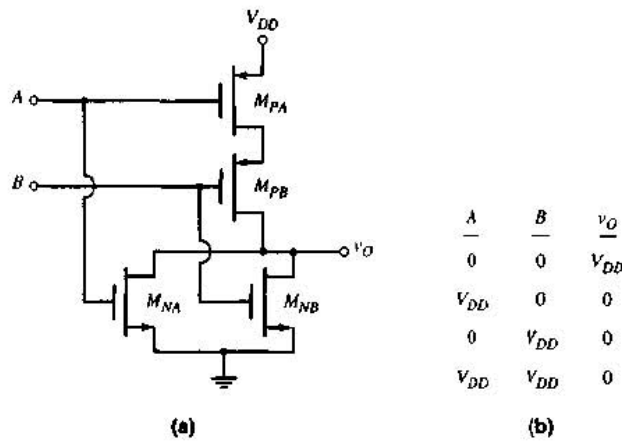 V_DD
A
M_PA
B
M_PB
v_O
M_NA
M_NB
A B v_O
0 0 V_DD
V_DD 0 0
0 V_DD 0
V_DD V_DD 0
(a) (b)